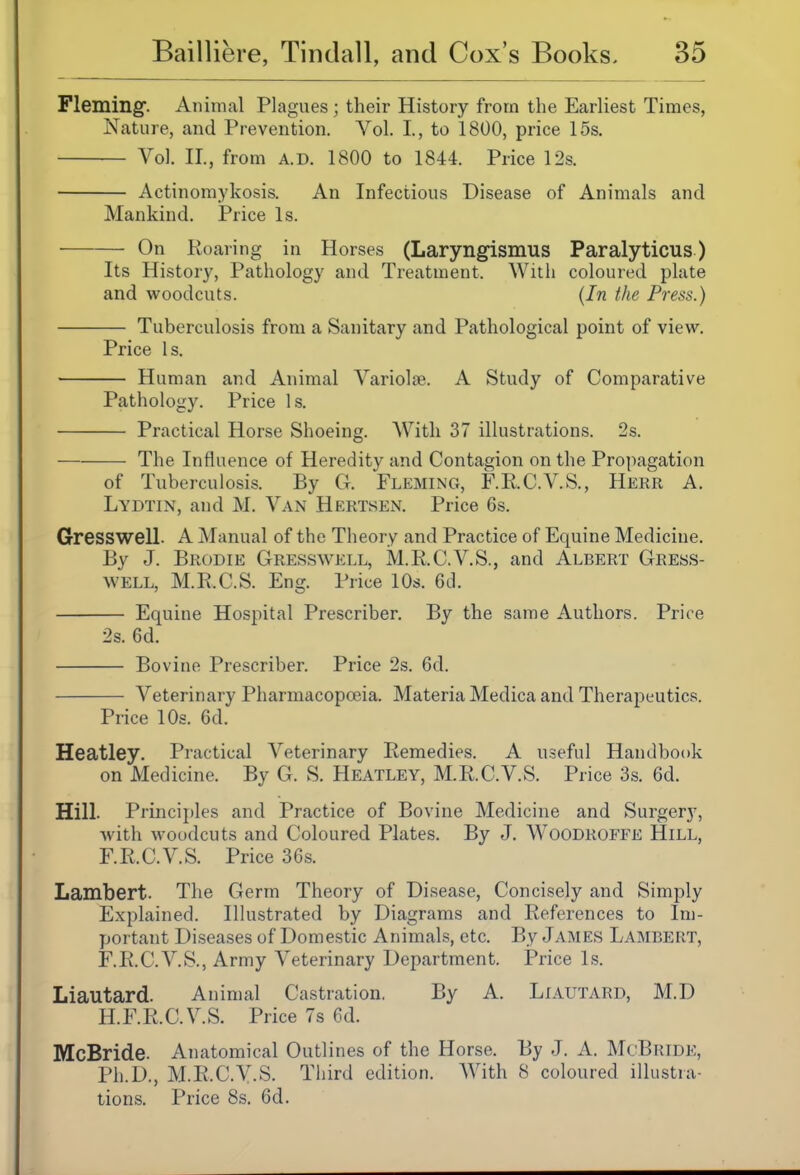 Baillière, Tindall, and Cox's Books. 35
Fleming. Animal Plagues; their History from the Earliest Times,
Nature, and Prevention. Vol. I., to 1800, price 15s.
——— Vol. II., from A.D. 1800 to 1844. Price 12s.
——— Actinomykosis. An Infectious Disease of Animals and
Mankind. Price 1s.
——— On Roaring in Horses (Laryngismus Paralyticus)
Its History, Pathology and Treatment. With coloured plate
and woodcuts. (In the Press.)
——— Tuberculosis from a Sanitary and Pathological point of view.
Price 1s.
——— Human and Animal Variolæ. A Study of Comparative
Pathology. Price 1s.
——— Practical Horse Shoeing. With 37 illustrations. 2s.
——— The Influence of Heredity and Contagion on the Propagation
of Tuberculosis. By G. Fleming, F.R.C.V.S., Herr A.
Lydtin, and M. Van Hertsen. Price 6s.
Gresswell. A Manual of the Theory and Practice of Equine Medicine.
By J. Brodie Gresswell, M.R.C.V.S., and Albert Gress-
well, M.R.C.S. Eng. Price 10s. 6d.
——— Equine Hospital Prescriber. By the same Authors. Price
2s. 6d.
——— Bovine Prescriber. Price 2s. 6d.
——— Veterinary Pharmacopœia. Materia Medica and Therapeutics.
Price 10s. 6d.
Heatley. Practical Veterinary Remedies. A useful Handbook
on Medicine. By G. S. Heatley, M.R.C.V.S. Price 3s. 6d.
Hill. Principles and Practice of Bovine Medicine and Surgery,
with woodcuts and Coloured Plates. By J. Woodroffe Hill,
F.R.C.V.S. Price 36s.
Lambert. The Germ Theory of Disease, Concisely and Simply
Explained. Illustrated by Diagrams and References to Im-
portant Diseases of Domestic Animals, etc. By James Lambert,
F.R.C.V.S., Army Veterinary Department. Price 1s.
Liautard. Animal Castration. By A. Liautard, M.D
H.F.R.C.V.S. Price 7s 6d.
McBride. Anatomical Outlines of the Horse. By J. A. McBride,
Ph.D., M.R.C.V.S. Third edition. With 8 coloured illustra-
tions. Price 8s. 6d.